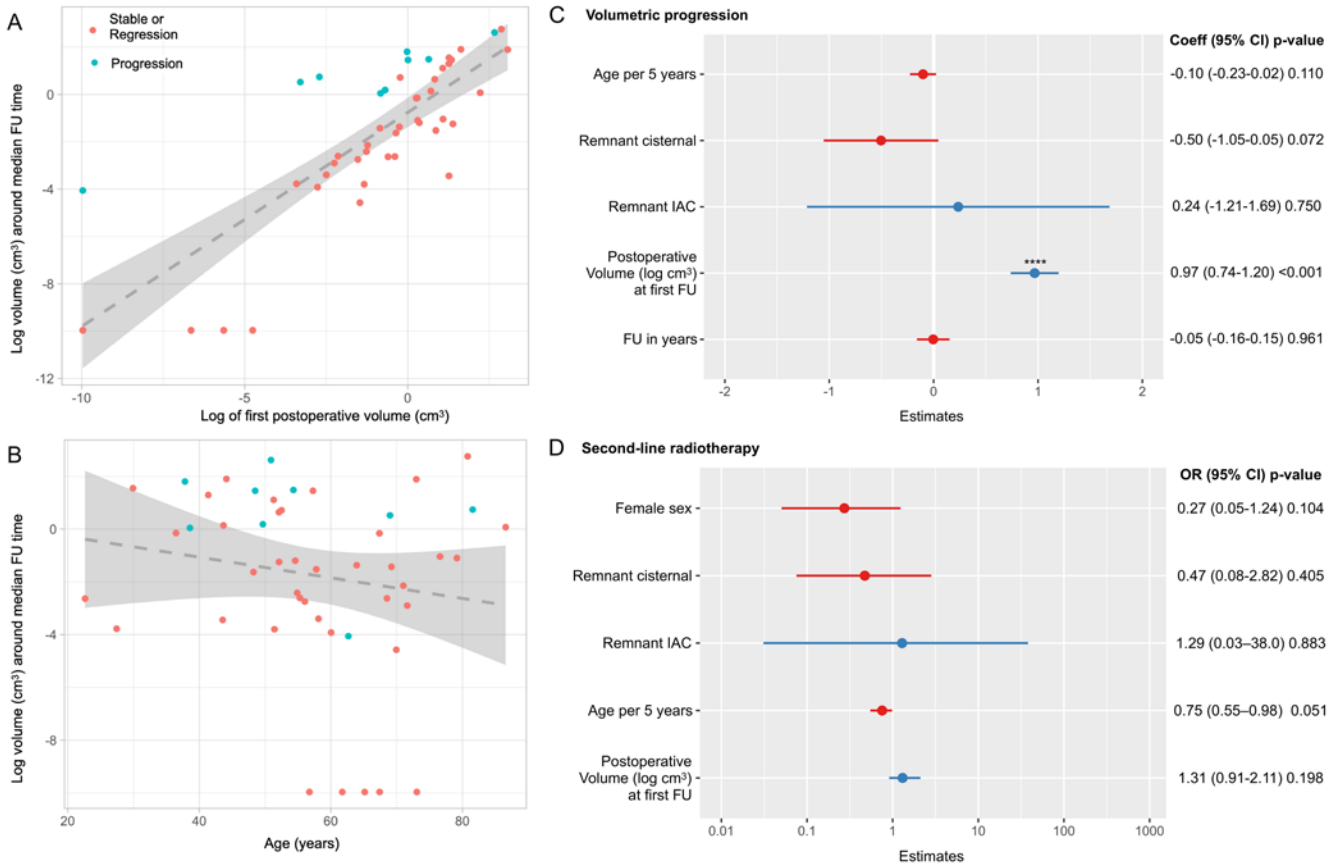 A
Stable or
Regression
Progression
Log volume (cm³) around median FU time
0
-4
-8
-12
-10
-5
0
Log of first postoperative volume (cm³)
B
Log volume (cm³) around median FU time
0
-4
-8
20
40
60
80
Age (years)
C
Volumetric progression
Coeff (95% CI) p-value
Age per 5 years
-0.10 (-0.23-0.02) 0.110
Remnant cisternal
-0.50 (-1.05-0.05) 0.072
Remnant IAC
0.24 (-1.21-1.69) 0.750
Postoperative
Volume (log cm³)
at first FU
****
0.97 (0.74-1.20) <0.001
FU in years
-0.05 (-0.16-0.15) 0.961
-2
-1
0
1
2
Estimates
D
Second-line radiotherapy
OR (95% CI) p-value
Female sex
0.27 (0.05-1.24) 0.104
Remnant cisternal
0.47 (0.08-2.82) 0.405
Remnant IAC
1.29 (0.03–38.0) 0.883
Age per 5 years
0.75 (0.55–0.98) 0.051
Postoperative
Volume (log cm³)
at first FU
1.31 (0.91-2.11) 0.198
0.01
0.1
1
10
100
1000
Estimates